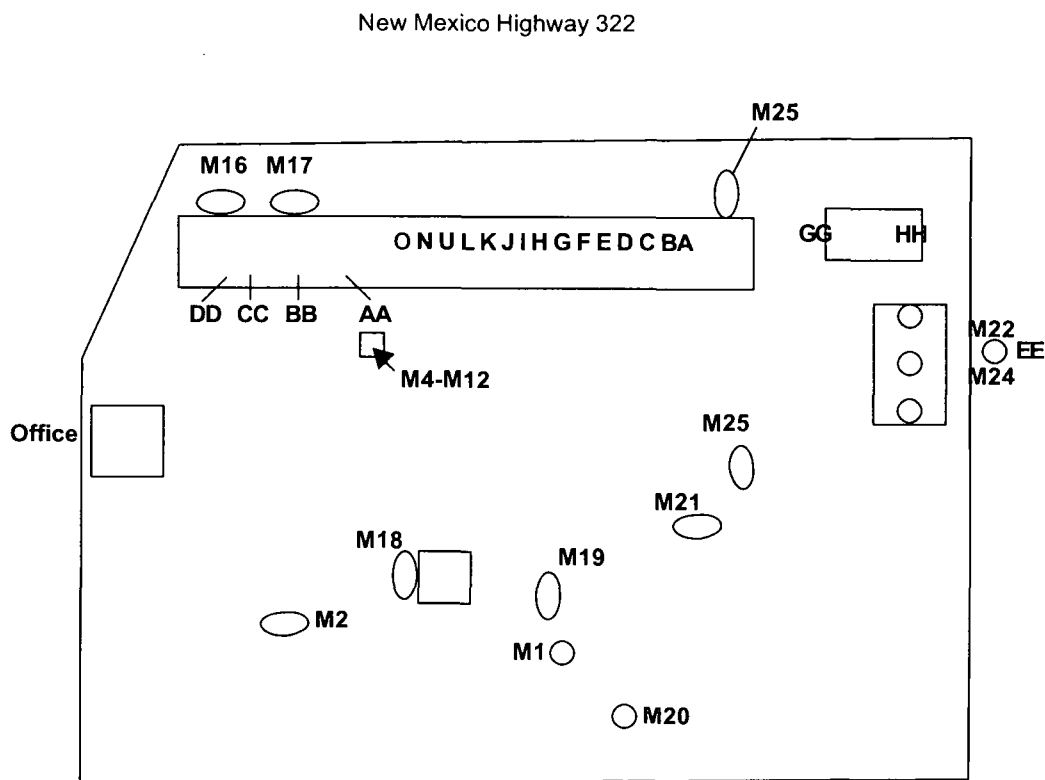 New Mexico Highway 322
M25
M16 M17
O N U L K J I H G F E D C B A
GG HH
DD CC BB AA
M22
EE
M24
M4-M12
Office
M25
M21
M18
M19
M2
M1
M20